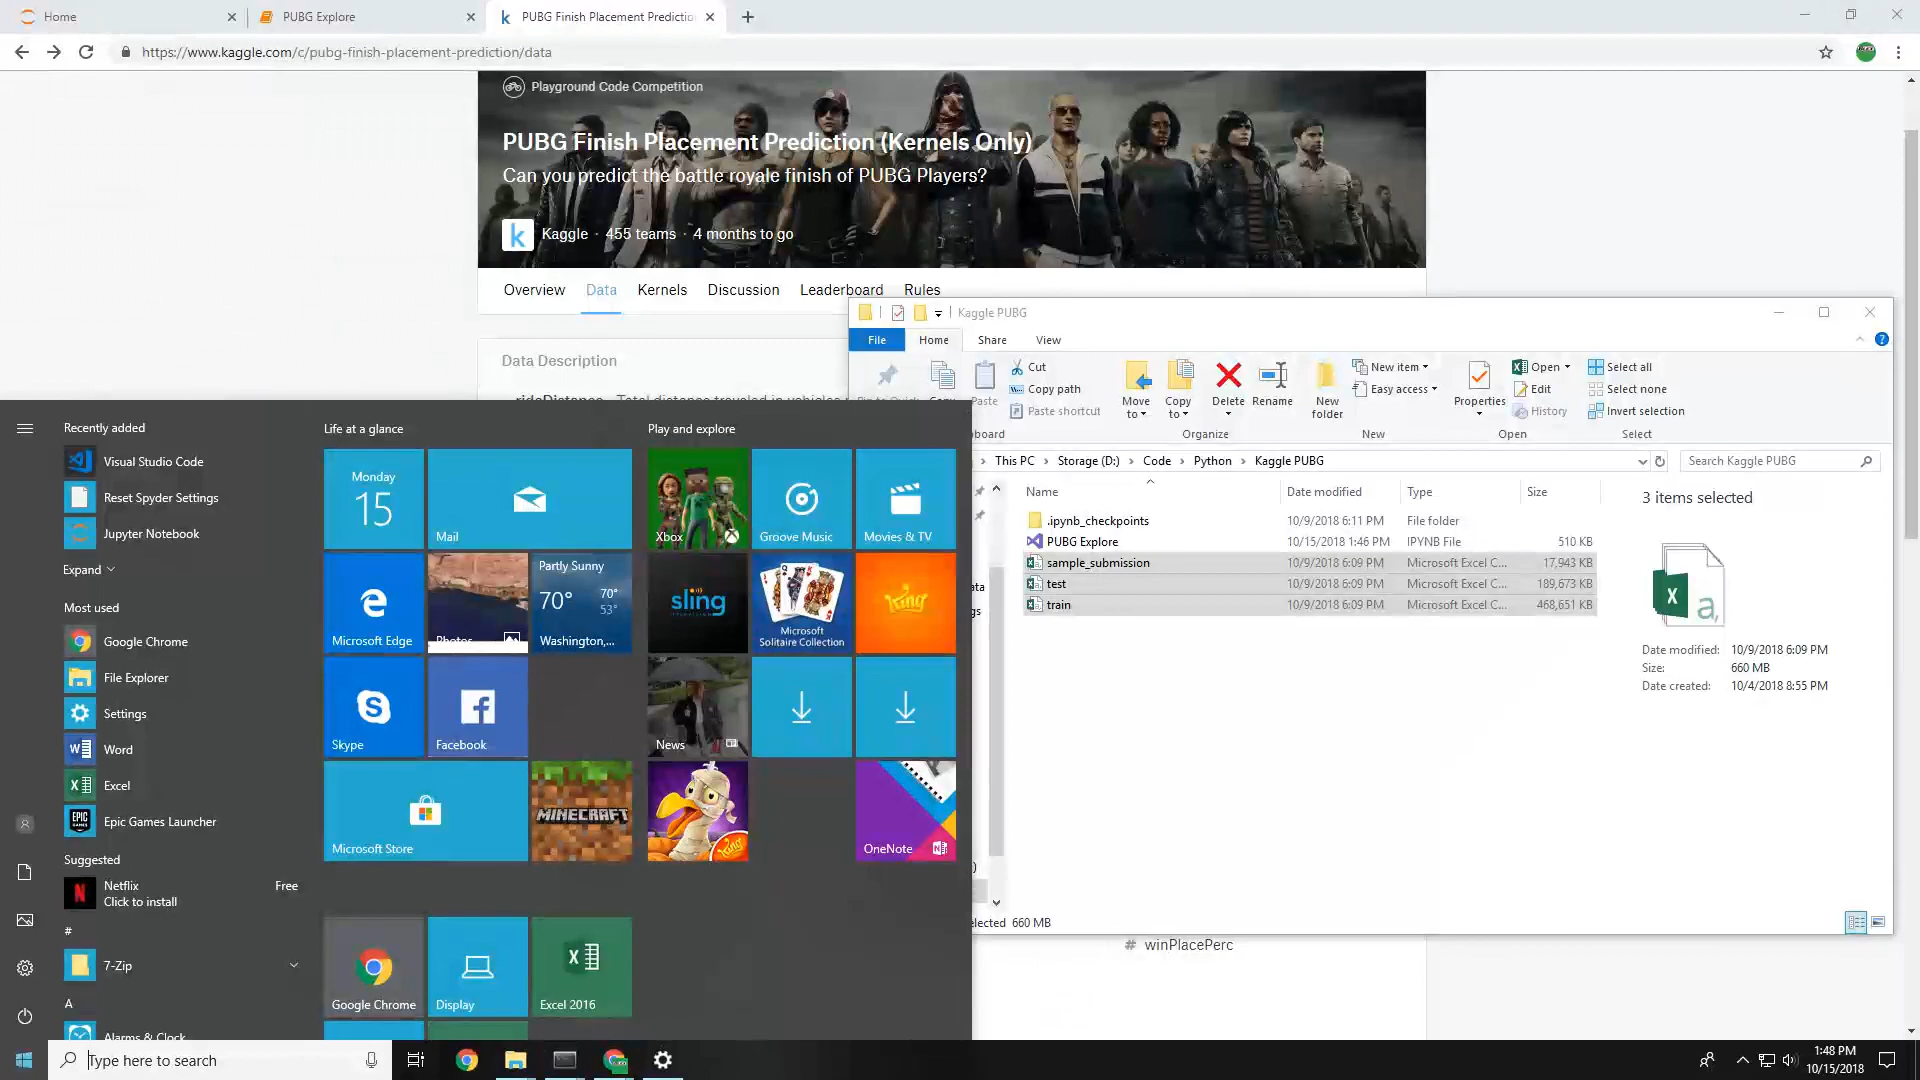 Home
PUBG Explore
PUBG Finish Placement Predictio
https://www.kaggle.com/c/pubg-finish-placement-prediction/data
Playground Code Competition
PUBG Finish Placement Prediction (Kernels Only)
Can you predict the battle royale finish of PUBG Players?
Kaggle · 455 teams · 4 months to go
Overview Data Kernels Discussion Leaderboard Rules
Data Description
Kaggle PUBG
File Home Share View
Cut
Copy path
Paste Paste shortcut
Move to
Copy to
Delete
Rename
New folder
New item
Easy access
Properties
Open
Edit
History
Select all
Select none
Invert selection
board Organize New Open Select
This PC > Storage (D:) > Code > Python > Kaggle PUBG
Search Kaggle PUBG
Name Date modified Type Size
.ipynb_checkpoints 10/9/2018 6:11 PM File folder
PUBG Explore 10/15/2018 1:46 PM IPYNB File 510 KB
sample_submission 10/9/2018 6:09 PM Microsoft Excel C... 17,943 KB
test 10/9/2018 6:09 PM Microsoft Excel C... 189,673 KB
train 10/9/2018 6:09 PM Microsoft Excel C... 468,651 KB
3 items selected
a,
Date modified: 10/9/2018 6:09 PM
Size: 660 MB
Date created: 10/4/2018 8:55 PM
elected 660 MB
# winPlacePerc
Recently added
Visual Studio Code
Reset Spyder Settings
Jupyter Notebook
Expand
Most used
Google Chrome
File Explorer
Settings
Word
Excel
Epic Games Launcher
Suggested
Netflix Free
Click to install
#
7-Zip
A
Alarms & Clock
Life at a glance
Monday
15
Mail
Microsoft Edge
Photos
Partly Sunny
70° 70°
53°
Washington,...
Skype
Facebook
Microsoft Store
MINECRAFT
Google Chrome
Display
Excel 2016
Play and explore
Xbox
Groove Music
Movies & TV
sling
Microsoft
Solitaire Collection
King
News
King
OneNote
Type here to search
1:48 PM
10/15/2018